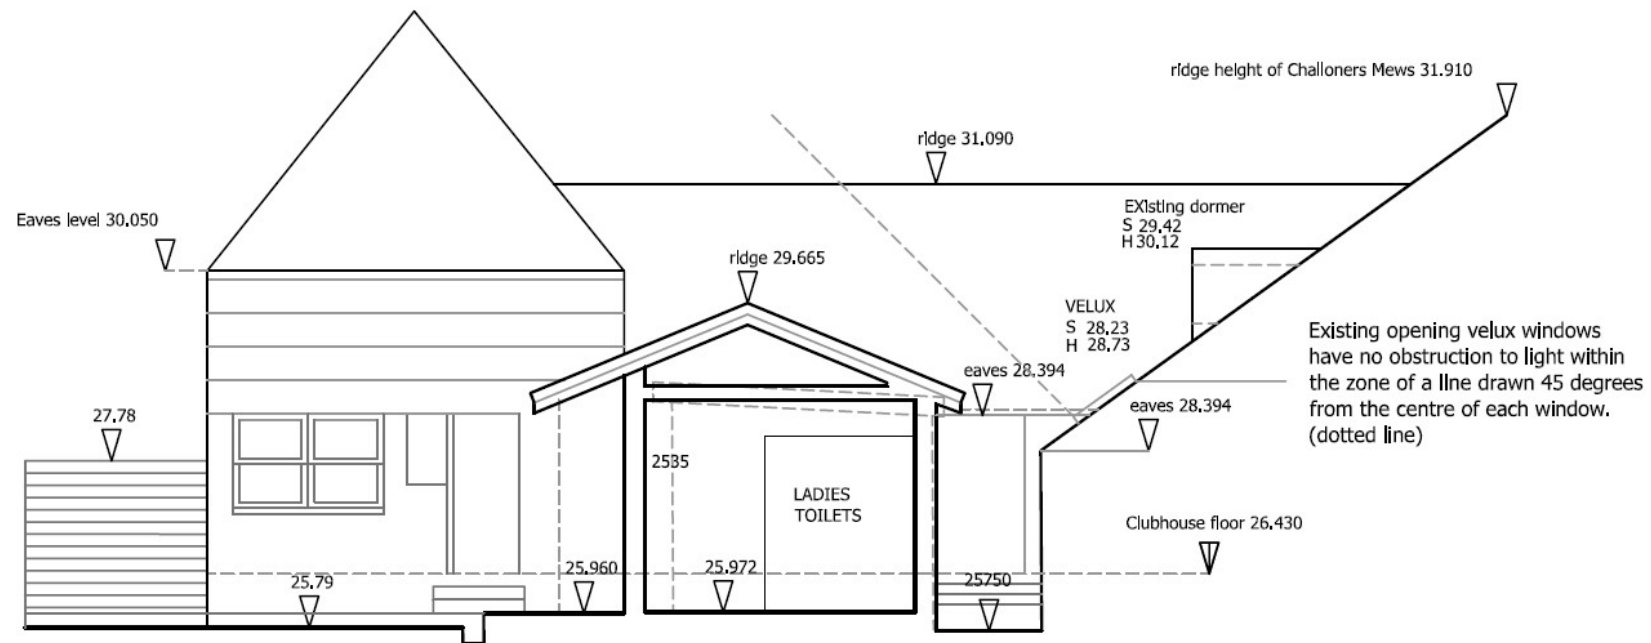 ridge height of Challoners Mews 31.910
ridge 31.090
EXisting dormer
S 29.42
H 30.12
Eaves level 30.050
ridge 29.665
VELUX
S 28.23
H 28.73
Existing opening velux windows
have no obstruction to light within
the zone of a line drawn 45 degrees
from the centre of each window.
(dotted line)
eaves 28.394
eaves 28.394
27.78
2535
LADIES
TOILETS
Clubhouse floor 26.430
25.79
25.960
25.972
25750